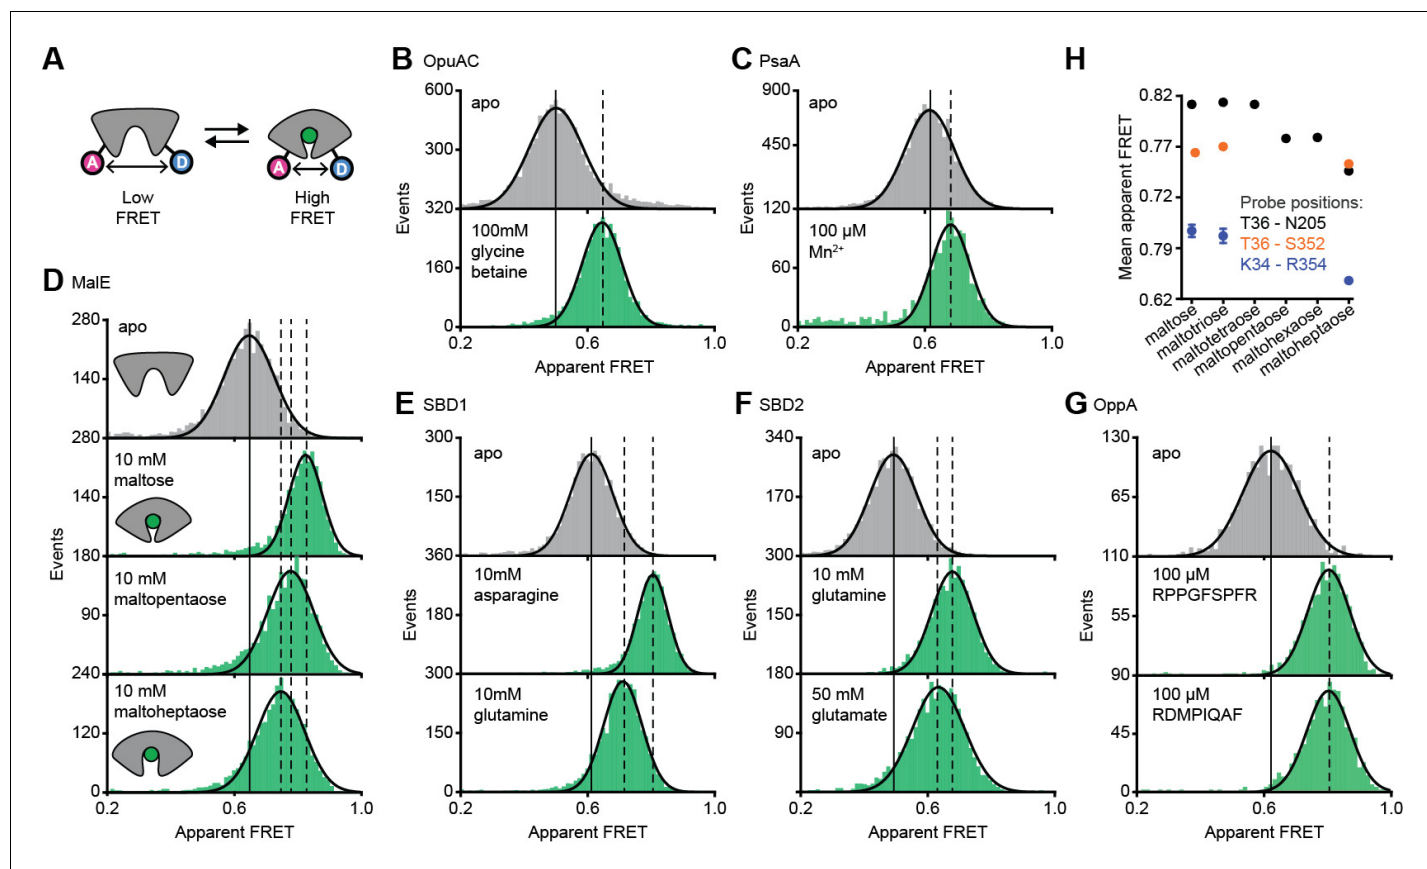 A
A
D
Low
FRET
A
D
High
FRET
B OpuAC
600
apo
300
Events
320
100mM
glycine
betaine
160
0
0.2
0.6
1.0
Apparent FRET
C PsaA
900
apo
450
Events
120
100 µM
Mn2+
60
0
0.2
0.6
1.0
Apparent FRET
H
0.82
0.77
0.72
0.79
0.62
Mean apparent FRET
Probe positions:
T36 - N205
T36 - S352
K34 - R354
maltose
maltotriose
maltotetraose
maltopentaose
maltohexaose
maltoheptaose
D MalE
280
apo
140
280
10 mM
maltose
140
Events
180
10 mM
maltopentaose
90
240
10 mM
maltoheptaose
120
0
0.2
0.6
1.0
Apparent FRET
E SBD1
300
apo
150
360
10mM
asparagine
180
Events
300
10mM
glutamine
150
0
0.2
0.6
1.0
Apparent FRET
F SBD2
340
apo
170
300
10 mM
glutamine
150
Events
180
50 mM
glutamate
90
0
0.2
0.6
1.0
Apparent FRET
G OppA
130
apo
65
110
100 µM
RPPGFSPFR
55
Events
90
100 µM
RDMPIQAF
45
0
0.2
0.6
1.0
Apparent FRET